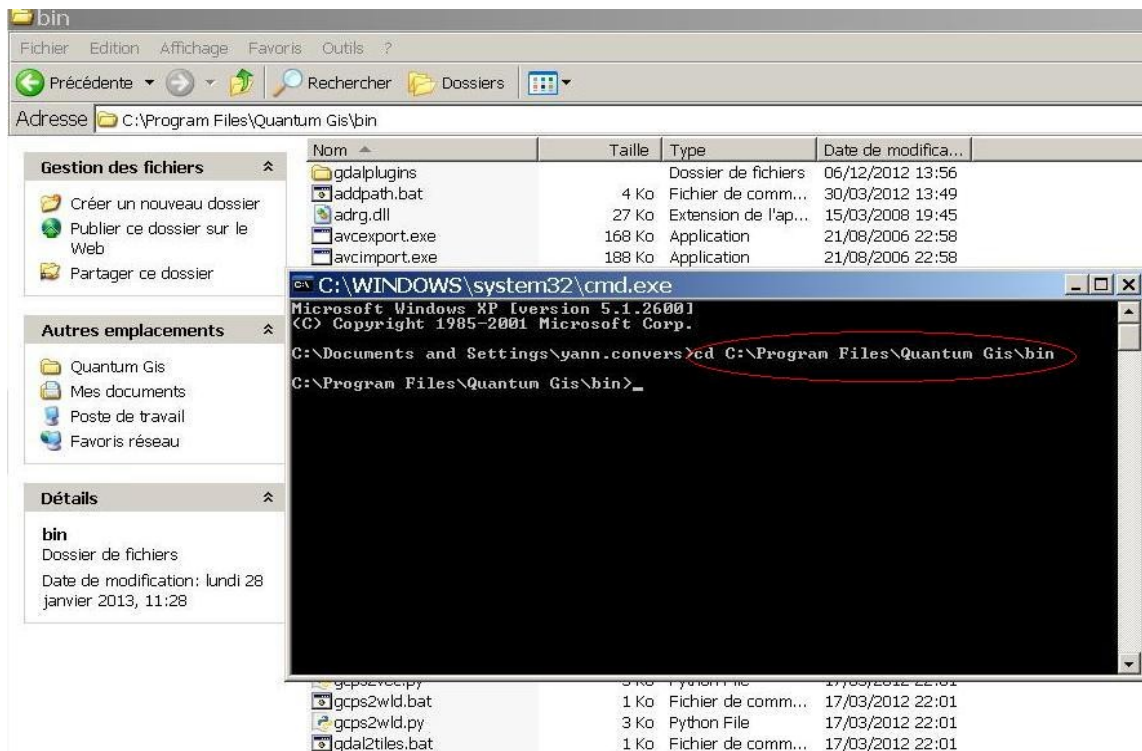 bin
Fichier Edition Affichage Favoris Outils ?
Précédente Rechercher Dossiers
Adresse C:\Program Files\Quantum Gis\bin
Gestion des fichiers
Créer un nouveau dossier
Publier ce dossier sur le
Web
Partager ce dossier
Autres emplacements
Quantum Gis
Mes documents
Poste de travail
Favoris réseau
Détails
bin
Dossier de fichiers
Date de modification: lundi 28
janvier 2013, 11:28
Nom Taille Type Date de modifica...
gdalplugins Dossier de fichiers 06/12/2012 13:56
addpath.bat 4 Ko Fichier de comm... 30/03/2012 13:49
adrg.dll 27 Ko Extension de l'ap... 15/03/2008 19:45
avcexport.exe 168 Ko Application 21/08/2006 22:58
avcimport.exe 188 Ko Application 21/08/2006 22:58
C:\WINDOWS\system32\cmd.exe
Microsoft Windows XP [version 5.1.2600]
(C) Copyright 1985-2001 Microsoft Corp.
C:\Documents and Settings\yann.convers>cd C:\Program Files\Quantum Gis\bin
C:\Program Files\Quantum Gis\bin>_
gcps2wld.bat 1 Ko Fichier de comm... 17/03/2012 22:01
gcps2wld.py 3 Ko Python File 17/03/2012 22:01
gdal2tiles.bat 1 Ko Fichier de comm... 17/03/2012 22:01